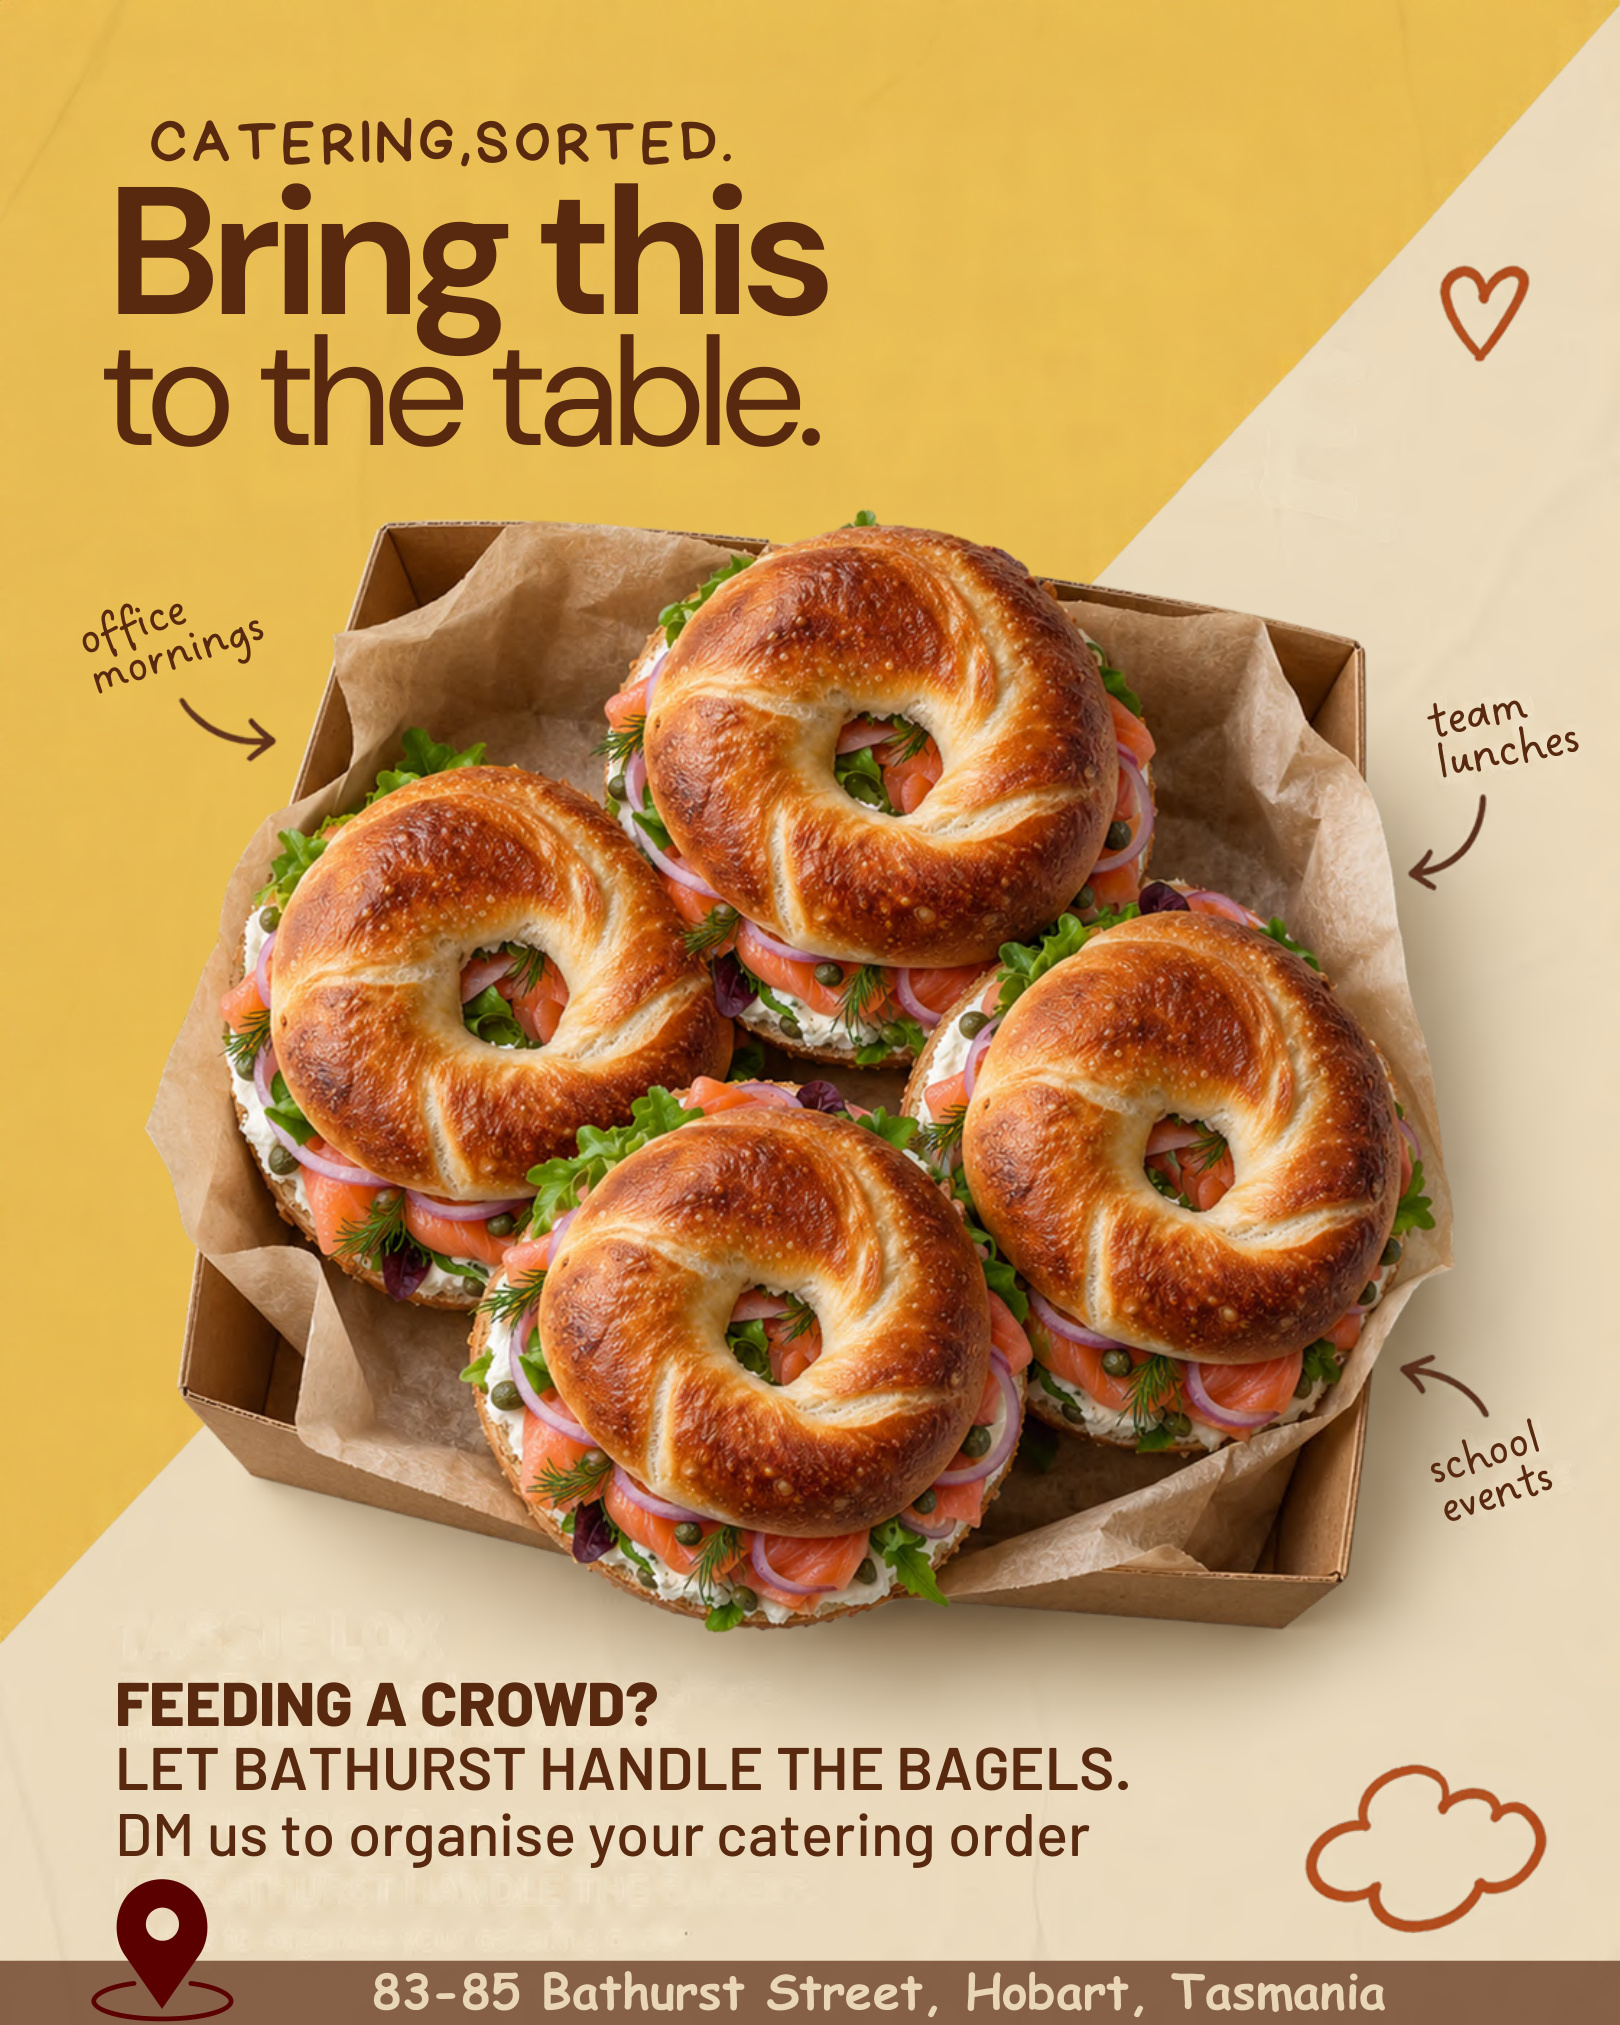 CATERING,SORTED.
Bring this
to the table.
office
mornings
team
lunches
school
events
FEEDING A CROWD?
LET BATHURST HANDLE THE BAGELS.
DM us to organise your catering order
83-85 Bathurst Street, Hobart, Tasmania